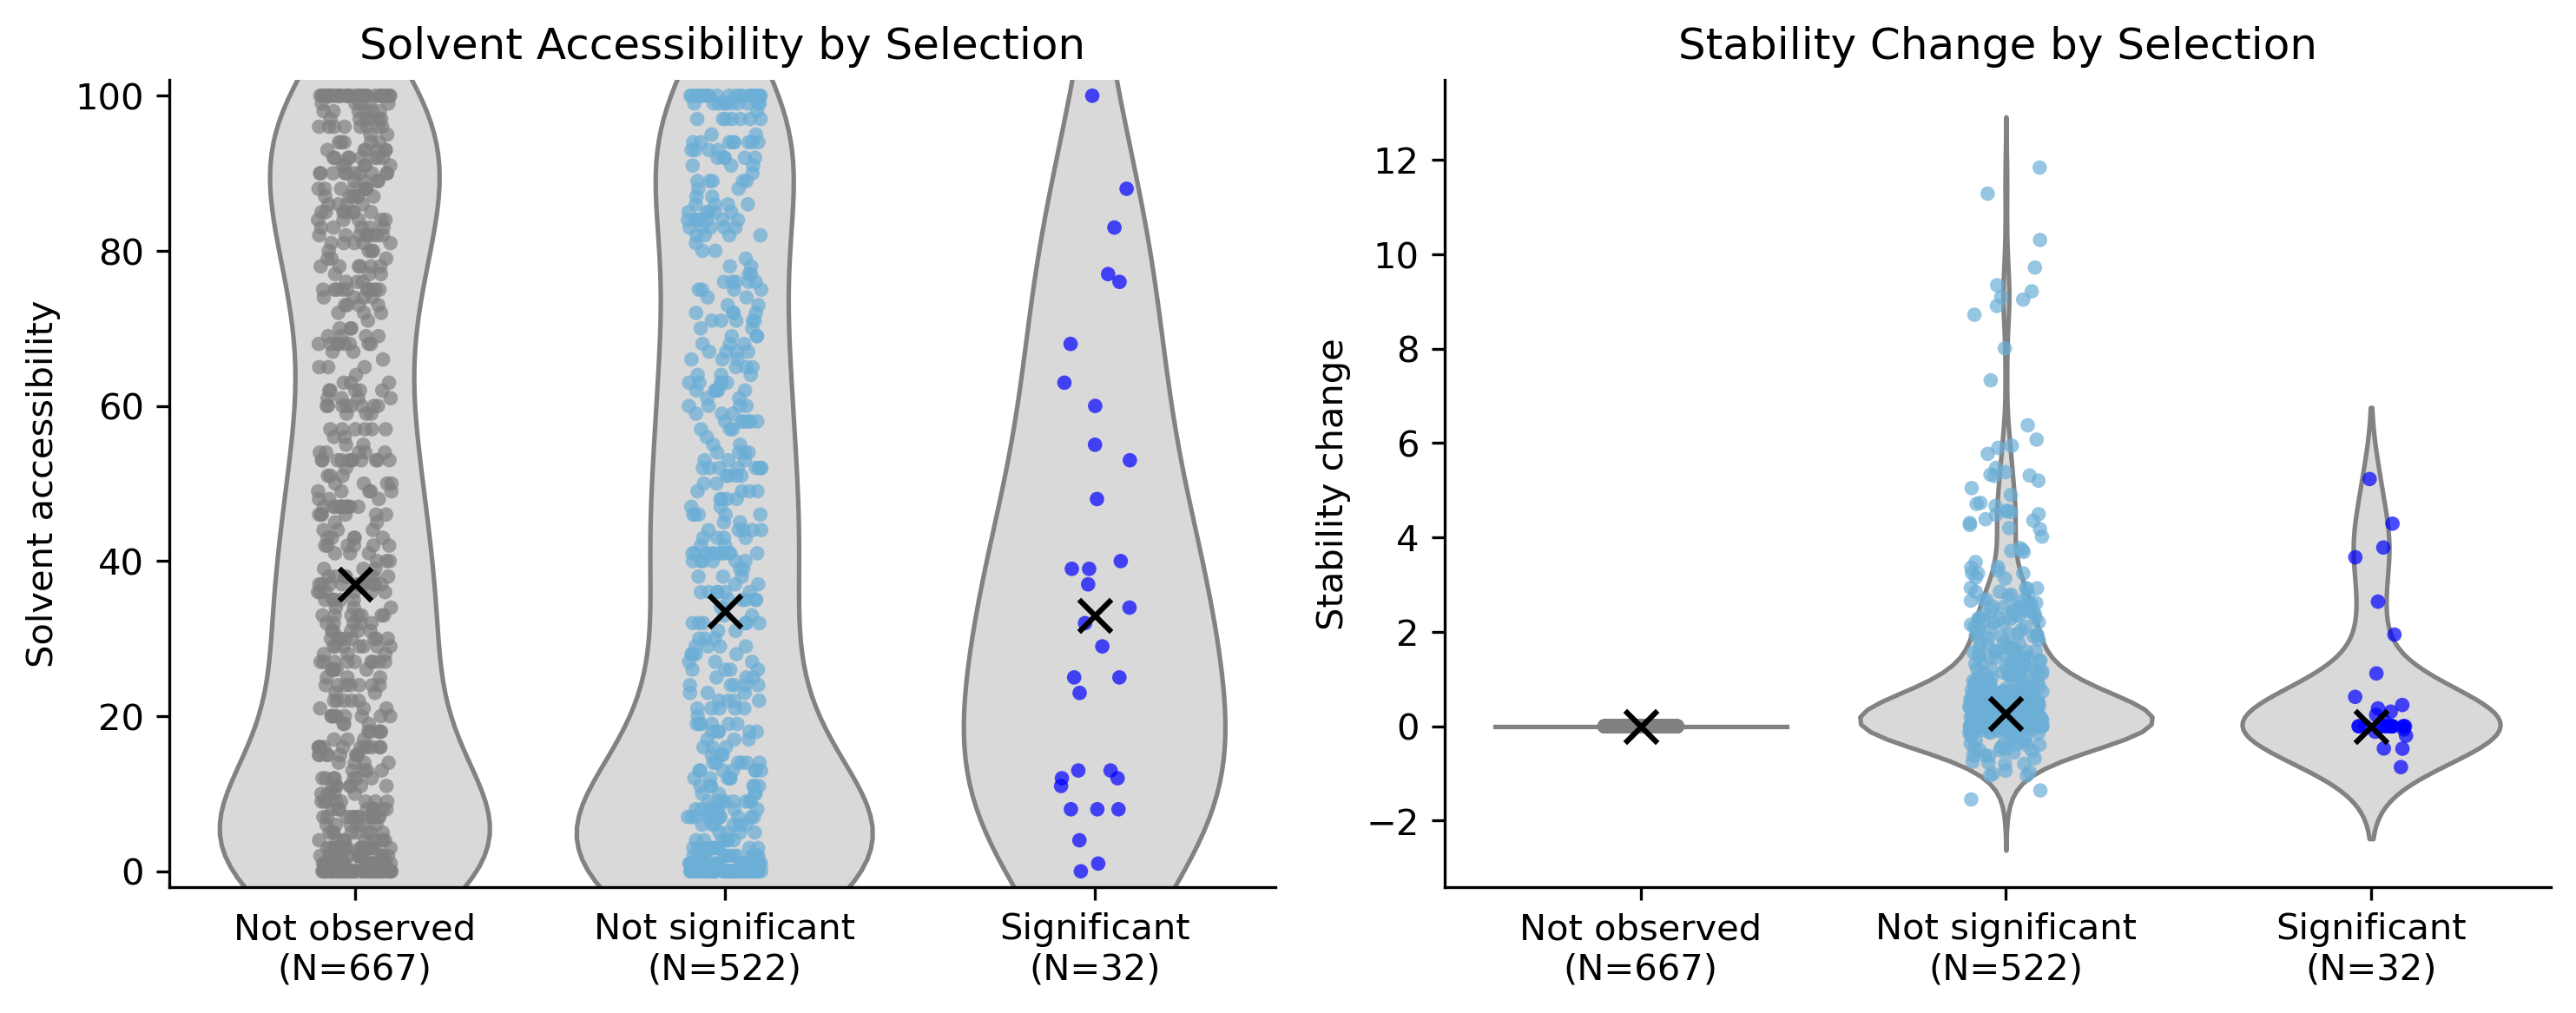 Solvent Accessibility by Selection
Solvent accessibility
100
80
60
40
20
0
Not observed
(N=667)
Not significant
(N=522)
Significant
(N=32)
Stability Change by Selection
Stability change
12
10
8
6
4
2
0
−2
Not observed
(N=667)
Not significant
(N=522)
Significant
(N=32)